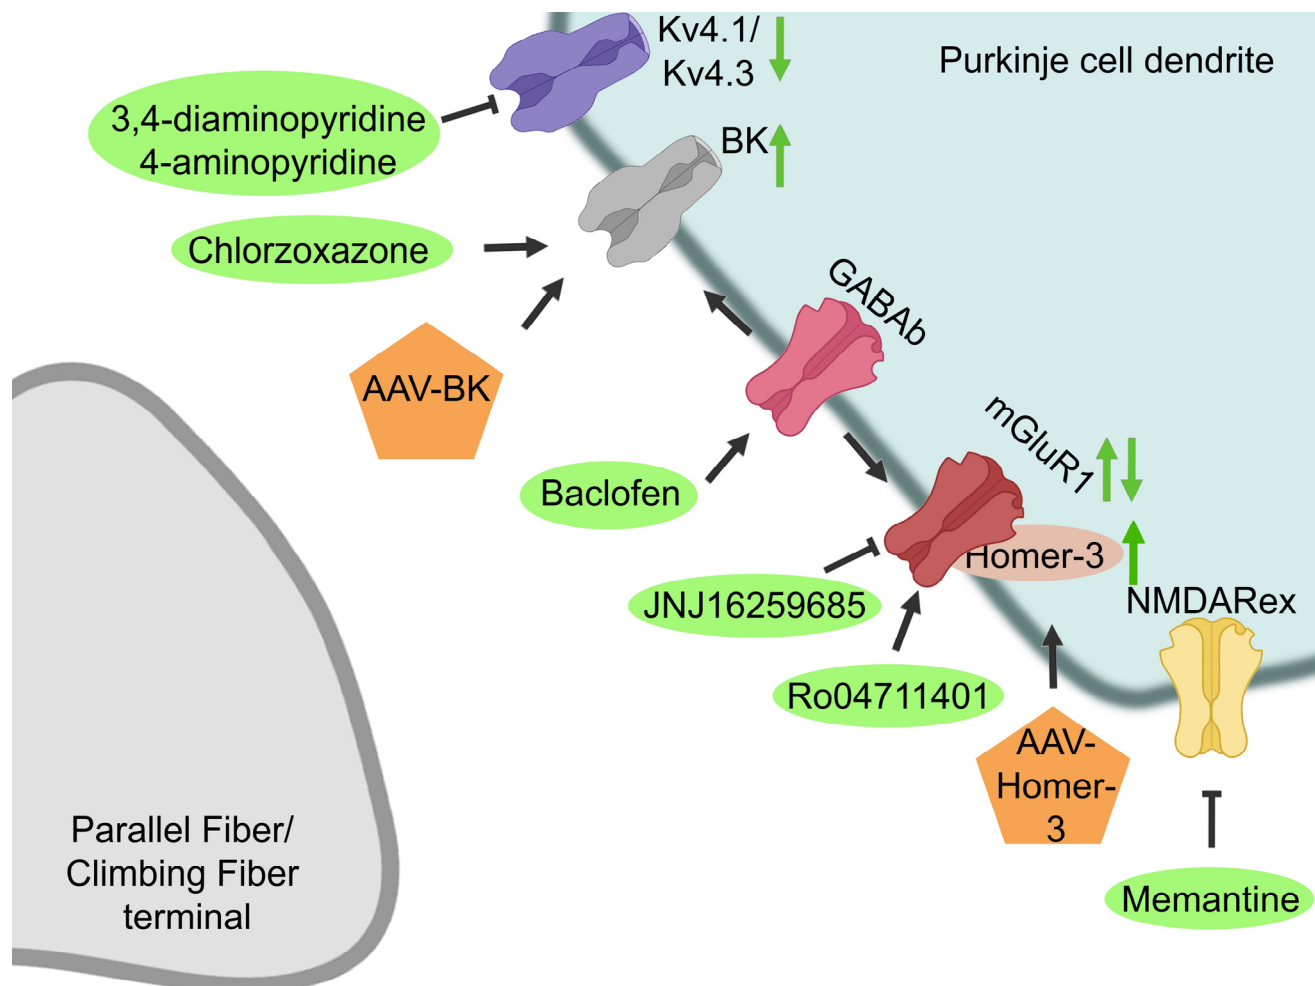 Kv4.1/
Kv4.3
Purkinje cell dendrite
3,4-diaminopyridine
4-aminopyridine
BK
Chlorzoxazone
GABAb
AAV-BK
mGluR1
Baclofen
Homer-3
JNJ16259685
NMDARex
Ro04711401
AAV-
Homer-
3
Parallel Fiber/
Climbing Fiber
terminal
Memantine